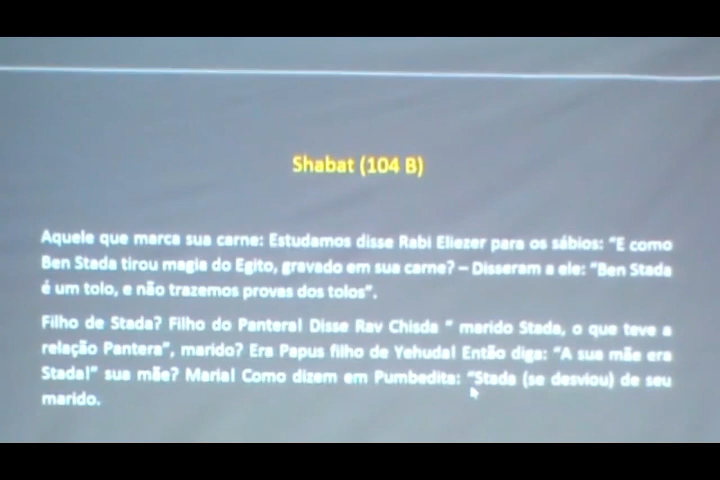 Shabat (104 B)
Aquele que marca sua carne: Estudamos disse Rabi Eliezer para os sábios: "E como
Ben Stada tirou magia do Egito, gravado em sua carne? – Disseram a ele: "Ben Stada
é um tolo, e não trazemos provas dos tolos".
Filho de Stada? Filho do Pantera! Disse Rav Chisda " marido Stada, o que teve a
relação Pantera", marido? Era Papus filho de Yehuda! Então diga: "A sua mãe era
Stada!" sua mãe? Maria! Como dizem em Pumbedita: "Stada (se desviou) de seu
marido.